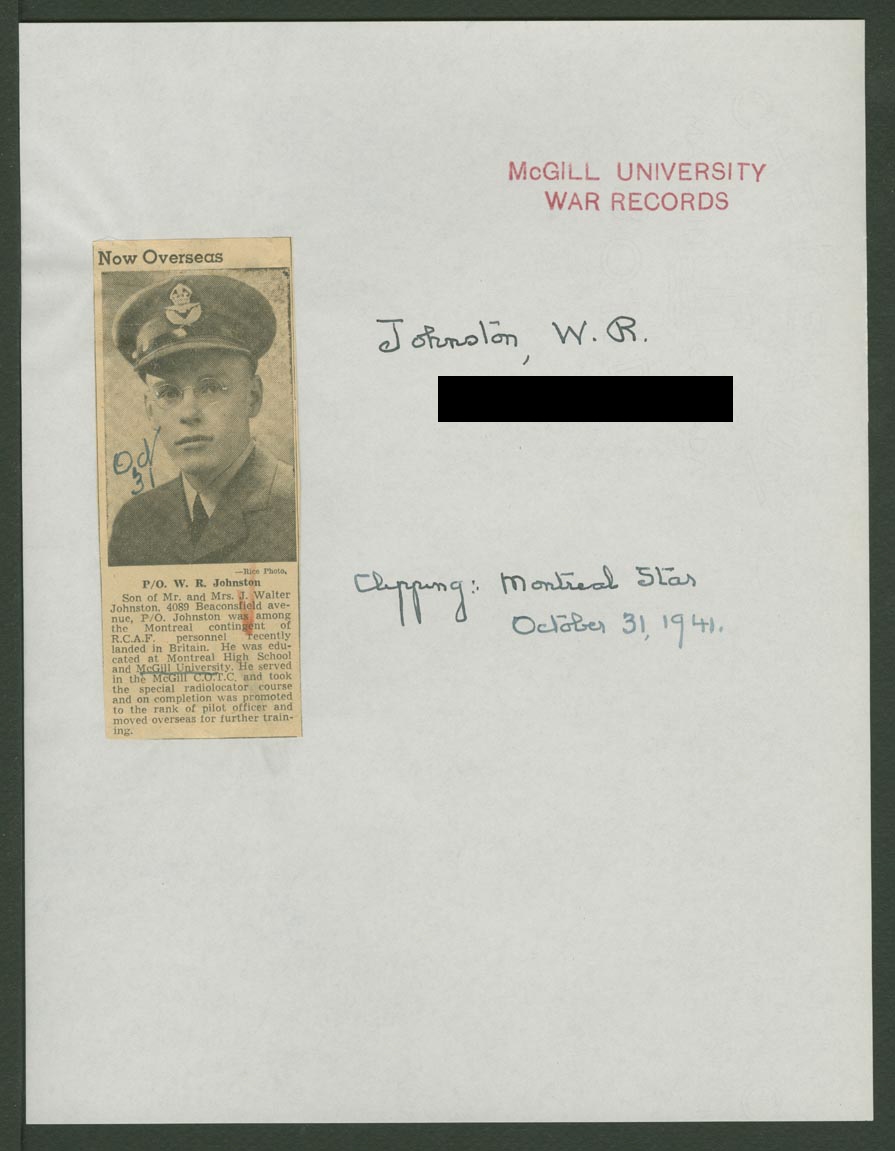 McGILL UNIVERSITY
WAR RECORDS
Now Overseas
Johnston, W. R.
Oct
31
—Rice Photo.
P/O. W. R. Johnston
Son of Mr. and Mrs. J. Walter
Johnston, 4089 Beaconsfield ave-
nue, P/O. Johnston was among
the Montreal contingent of
R.C.A.F. personnel recently
landed in Britain. He was edu-
cated at Montreal High School
and McGill University. He served
in the McGill C.O.T.C. and took
the special radiolocator course
and on completion was promoted
to the rank of pilot officer and
moved overseas for further train-
ing.
Clipping: Montreal Star
October 31, 1941.